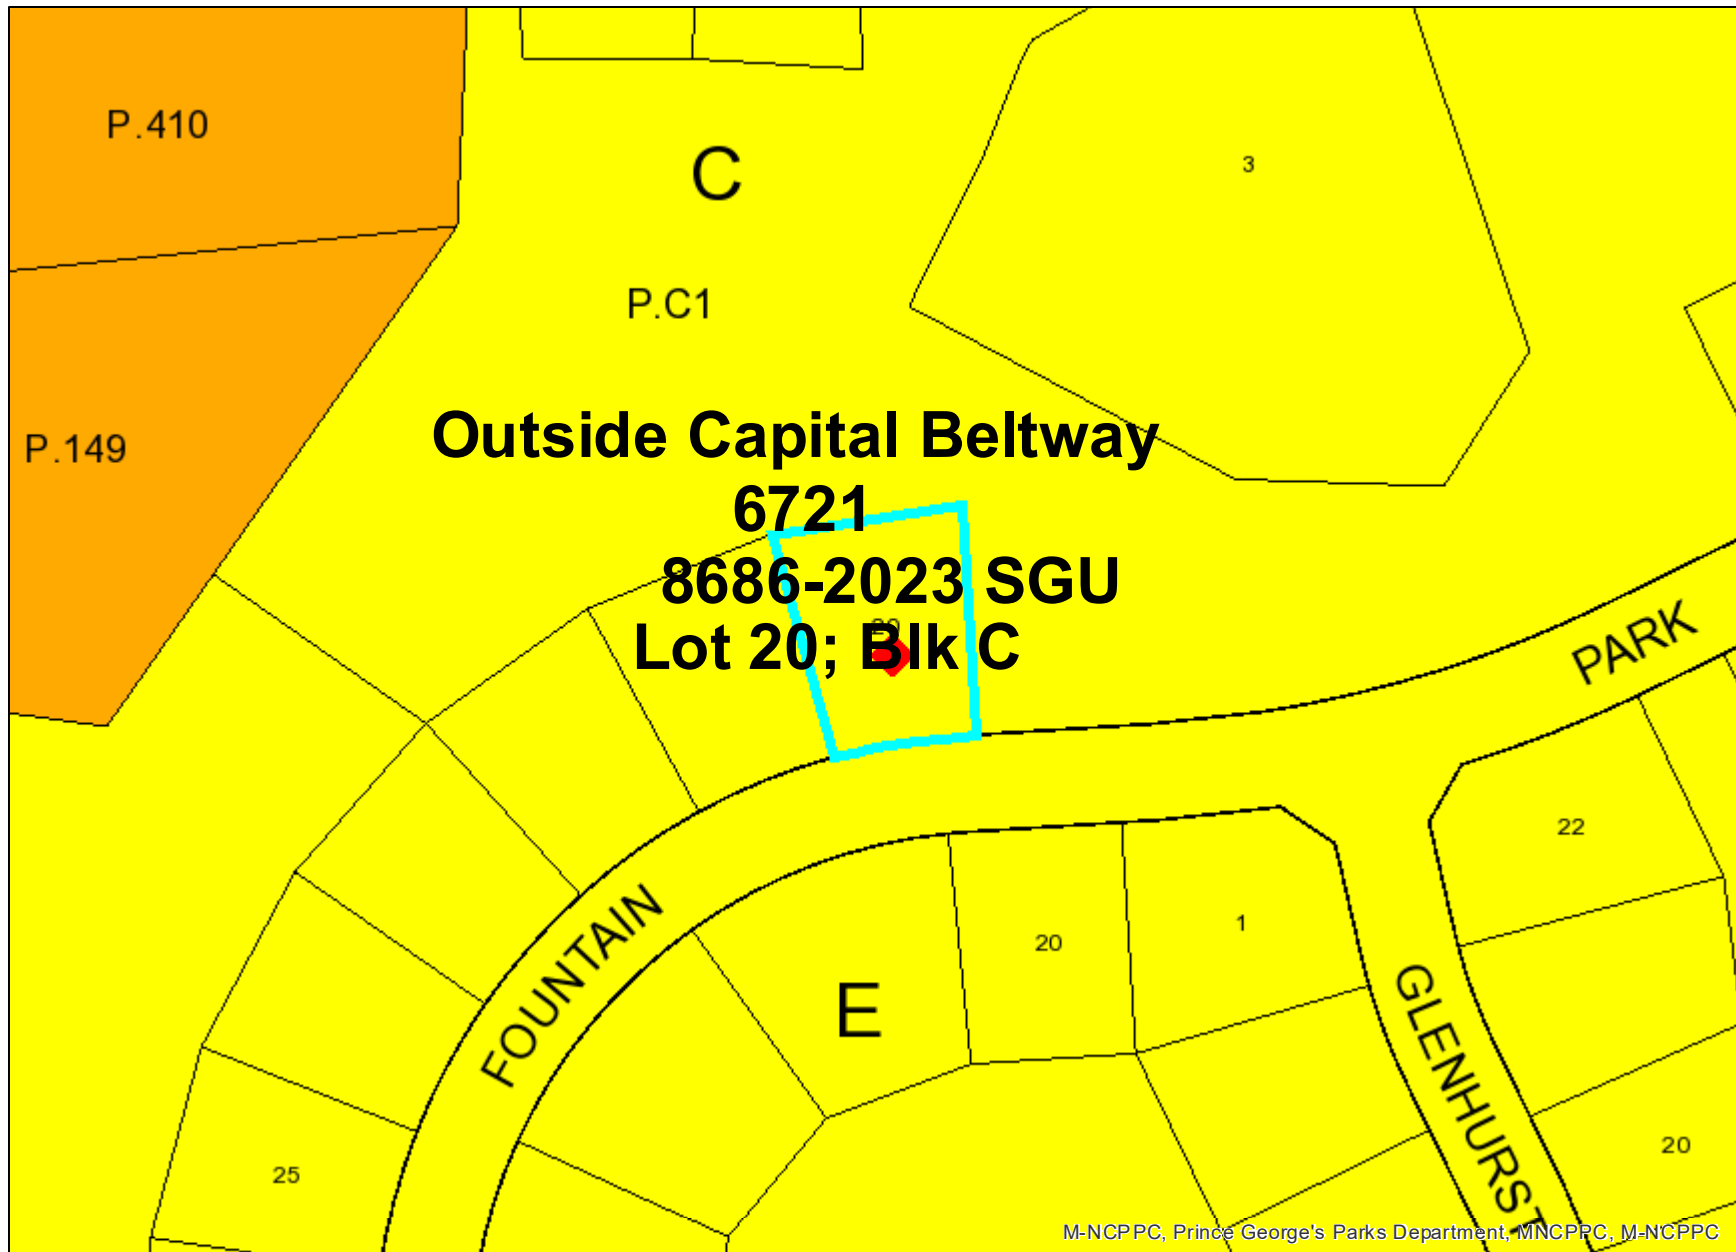 P.410
C
3
P.C1
P.149
Outside Capital Beltway
6721
8686-2023 SGU
20
Lot 20; Blk C
PARK
22
20
1
FOUNTAIN
E
GLENHURST
25
20
M-NCPPC, Prince George's Parks Department, MNCPPC, M-NCPPC